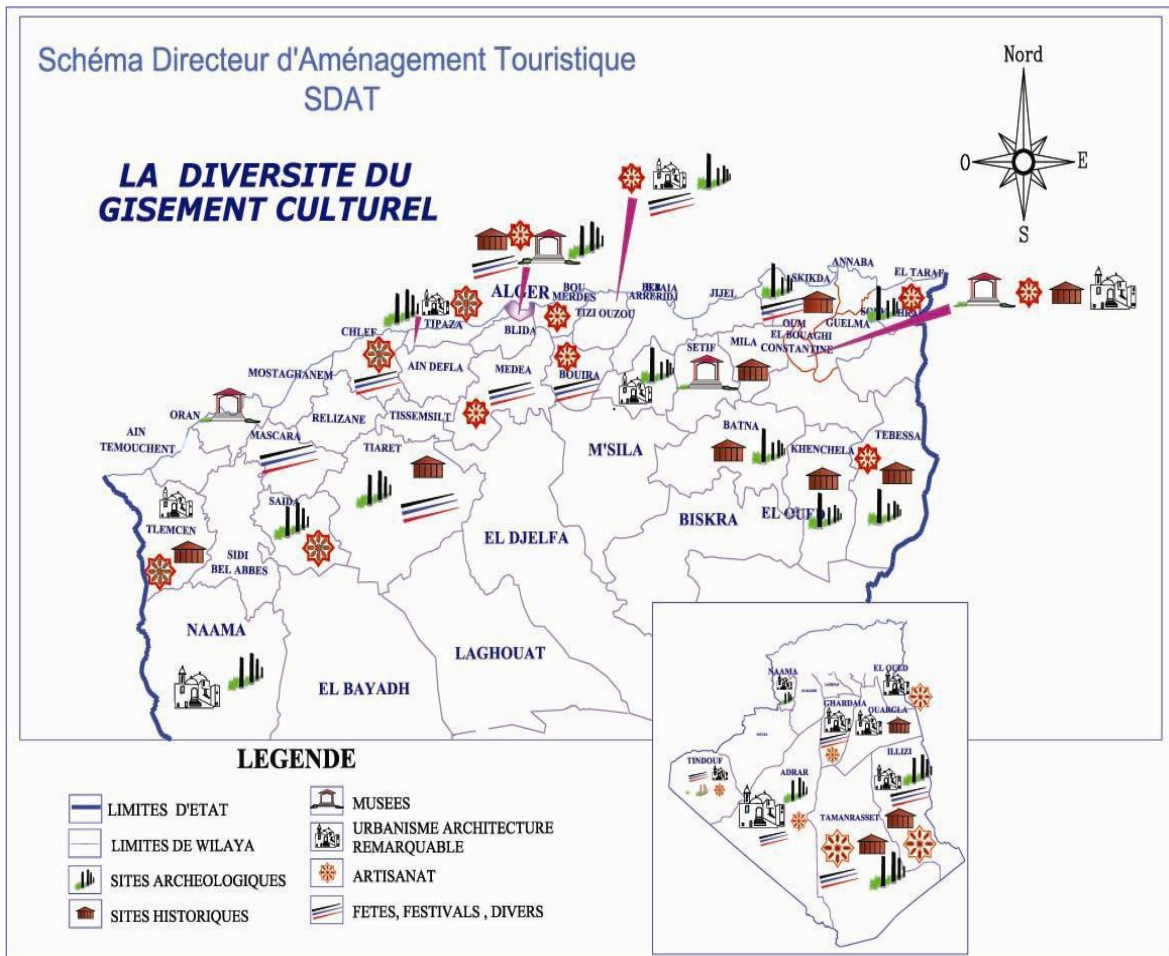 Schéma Directeur d'Aménagement Touristique
SDAT
LA DIVERSITE DU
GISEMENT CULTUREL
Nord
O
E
S
ANNABA
SKIKDA
EL TARAF
ALGER
BOU
MERDES
ARRERIDJ
JIJEL
TIPAZA
TIZI OUZOU
GUELMA
CHLEF
BLIDA
OUM
EL BOUAGHI
SETIF
MILA
CONSTANTINE
AIN DEFLA
MEDEA
BOUIRA
MOSTAGHANEM
ORAN
RELIZANE
TISSEMSILT
AIN
TEMOUCHENT
MASCARA
TIARET
M'SILA
BATNA
KHENCHELA
TEBESSA
SAIDA
TLEMCEN
BISKRA
EL OUED
EL DJELFA
SIDI
BEL ABBES
NAAMA
LAGHOUAT
EL BAYADH
NAAMA
EL OUED
GHARDAIA
OUARGLA
TINDOUF
ADRAR
ILLIZI
TAMANRASSET
LEGENDE
LIMITES D'ETAT
LIMITES DE WILAYA
SITES ARCHEOLOGIQUES
SITES HISTORIQUES
MUSEES
URBANISME ARCHITECTURE
REMARQUABLE
ARTISANAT
FETES, FESTIVALS , DIVERS